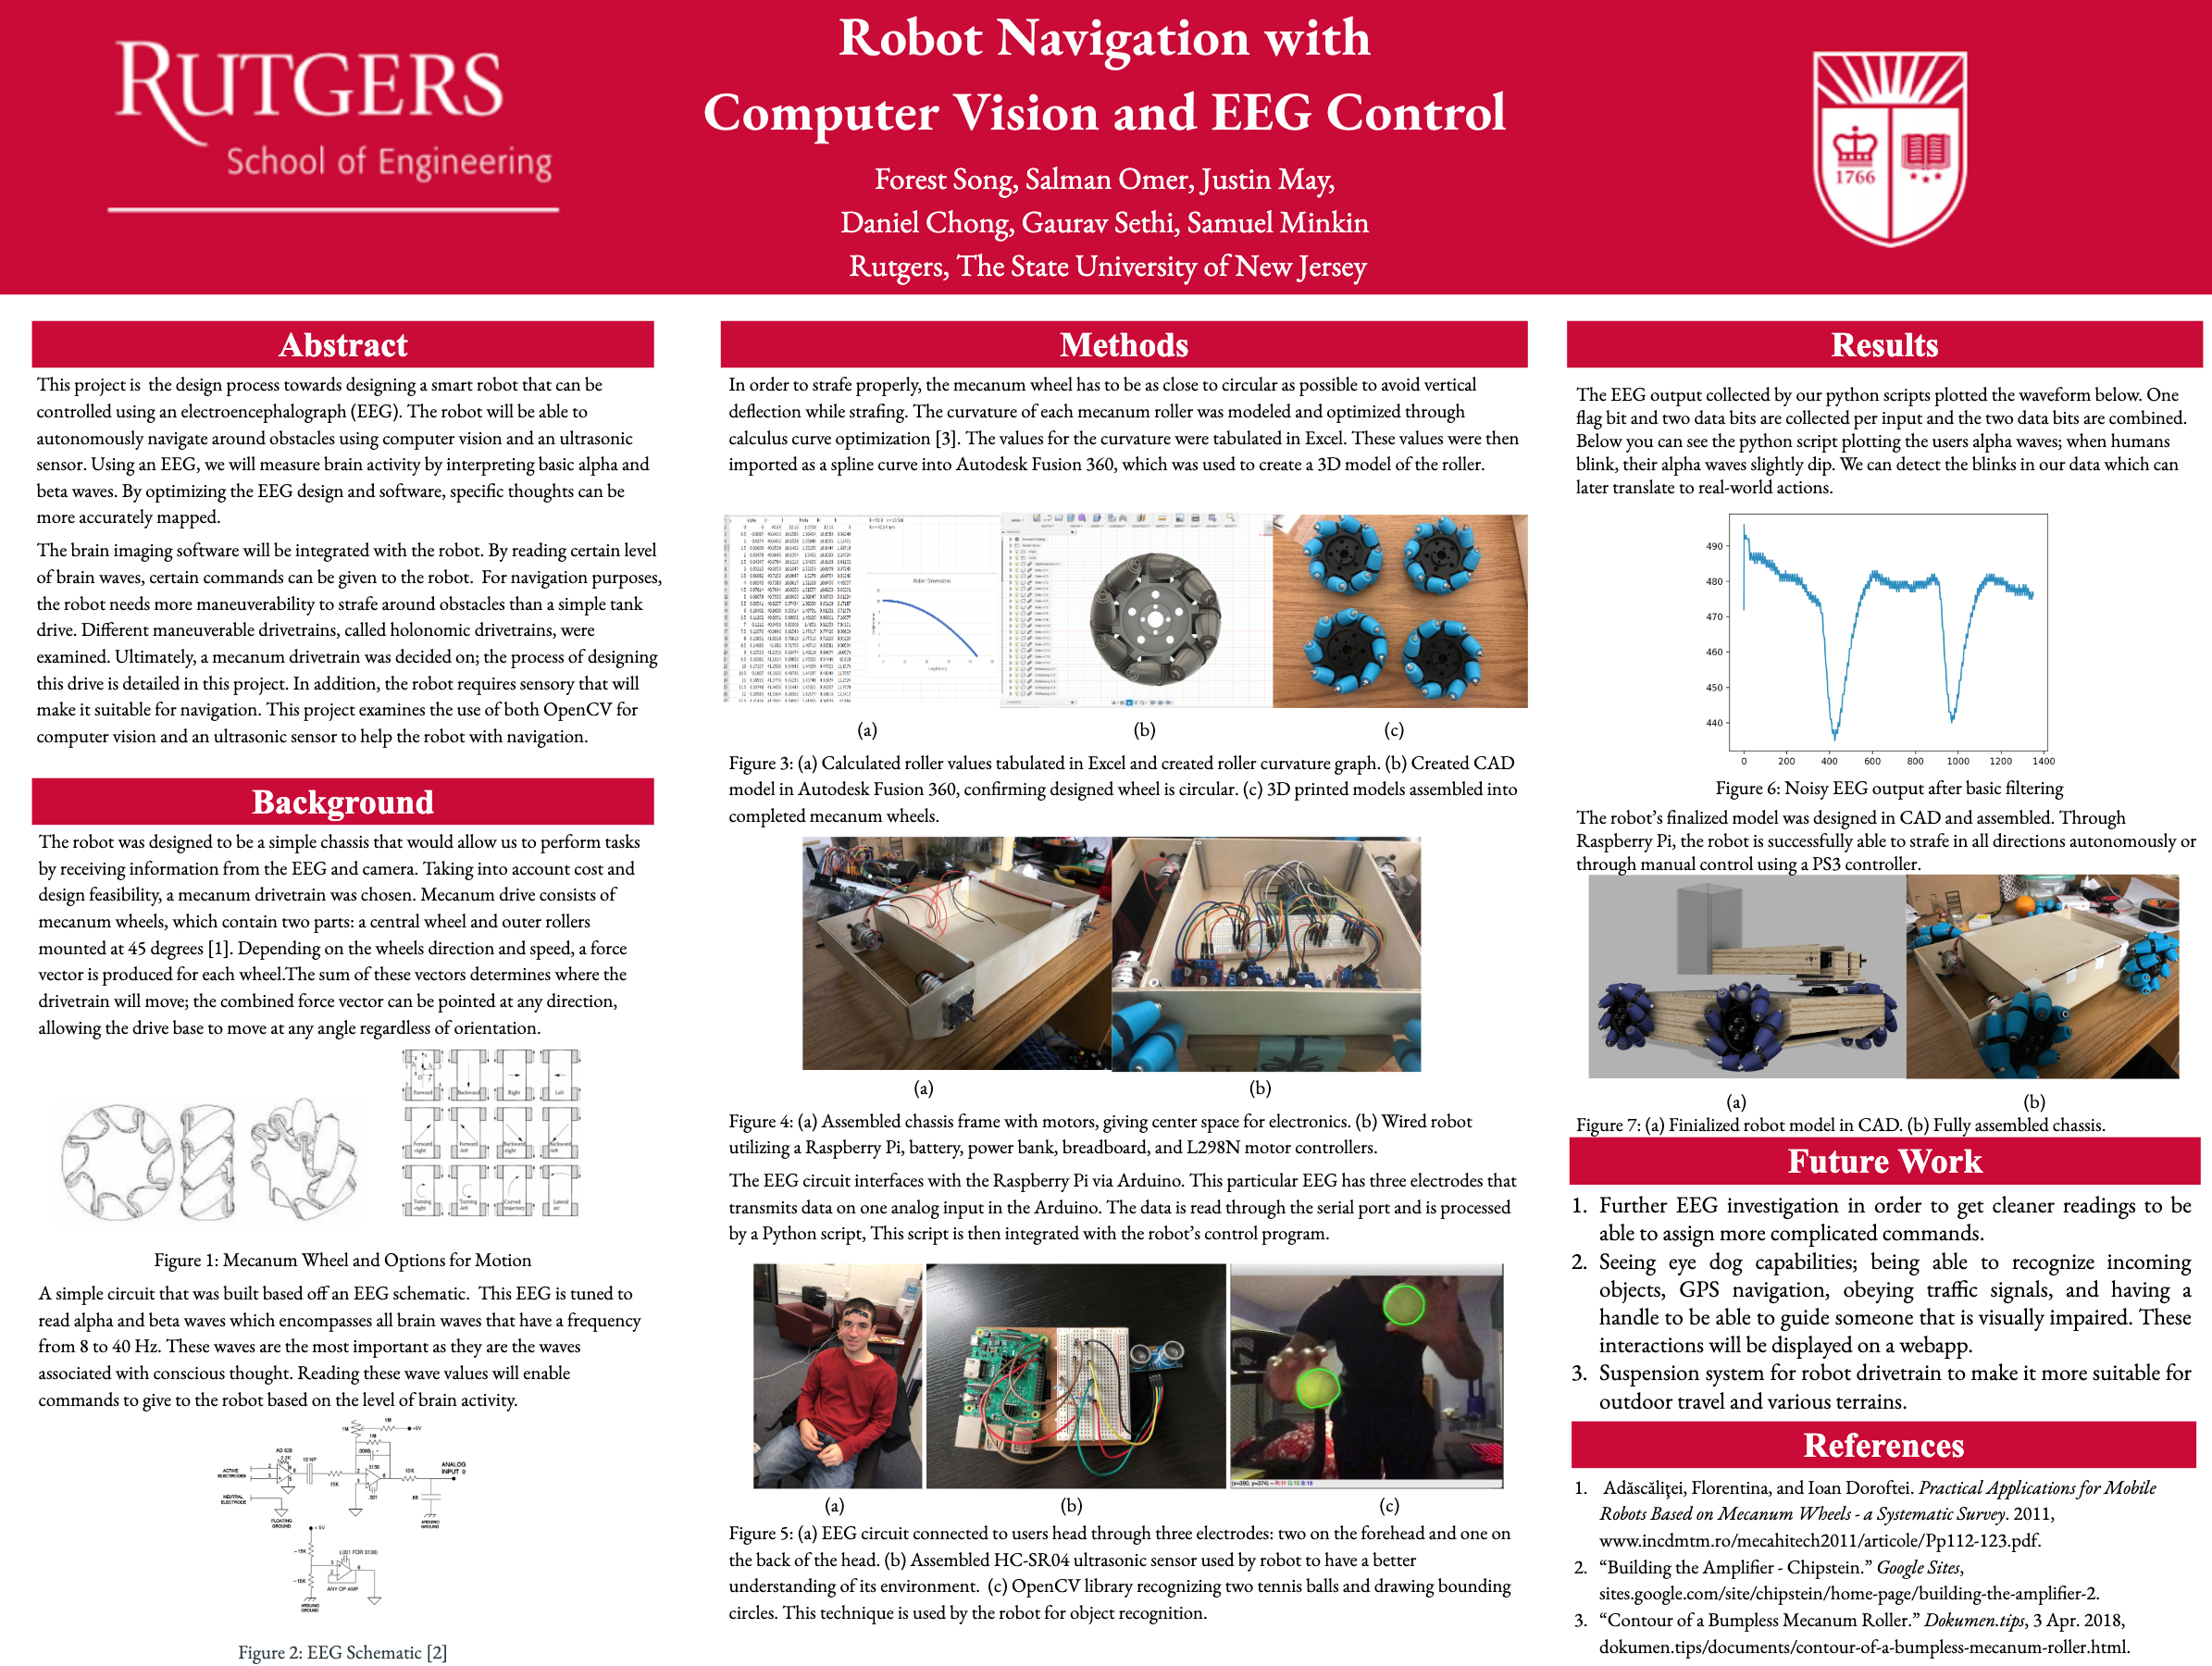 RUTGERS
School of Engineering
Robot Navigation with
Computer Vision and EEG Control
Forest Song, Salman Omer, Justin May,
Daniel Chong, Gaurav Sethi, Samuel Minkin
Rutgers, The State University of New Jersey
1766
Abstract
This project is the design process towards designing a smart robot that can be
controlled using an electroencephalograph (EEG). The robot will be able to
autonomously navigate around obstacles using computer vision and an ultrasonic
sensor. Using an EEG, we will measure brain activity by interpreting basic alpha and
beta waves. By optimizing the EEG design and software, specific thoughts can be
more accurately mapped.
The brain imaging software will be integrated with the robot. By reading certain level
of brain waves, certain commands can be given to the robot. For navigation purposes,
the robot needs more maneuverability to strafe around obstacles than a simple tank
drive. Different maneuverable drivetrains, called holonomic drivetrains, were
examined. Ultimately, a mecanum drivetrain was decided on; the process of designing
this drive is detailed in this project. In addition, the robot requires sensory that will
make it suitable for navigation. This project examines the use of both OpenCV for
computer vision and an ultrasonic sensor to help the robot with navigation.
Background
The robot was designed to be a simple chassis that would allow us to perform tasks
by receiving information from the EEG and camera. Taking into account cost and
design feasibility, a mecanum drivetrain was chosen. Mecanum drive consists of
mecanum wheels, which contain two parts: a central wheel and outer rollers
mounted at 45 degrees [1]. Depending on the wheels direction and speed, a force
vector is produced for each wheel.The sum of these vectors determines where the
drivetrain will move; the combined force vector can be pointed at any direction,
allowing the drive base to move at any angle regardless of orientation.
Forward Backward Right Left
Forward -right Forward -left Backward -right Backward -left
Turning -right Turning -left Curved trajectory Lateral arc
Figure 1: Mecanum Wheel and Options for Motion
A simple circuit that was built based off an EEG schematic. This EEG is tuned to
read alpha and beta waves which encompasses all brain waves that have a frequency
from 8 to 40 Hz. These waves are the most important as they are the waves
associated with conscious thought. Reading these wave values will enable
commands to give to the robot based on the level of brain activity.
1M 1M +5V
1M
AD 620
2.2K
10 NP
3130
10K
15K
.001
ANALOG
INPUT 0
ACTIVE
ELECTRODES
NEUTRAL
ELECTRODE
FLOATING
GROUND
ARDUINO
GROUND
+5V
~15K
(.001 FOR 3130)
~15K
ANY OP AMP
ARDUINO
GROUND
Figure 2: EEG Schematic [2]
Methods
In order to strafe properly, the mecanum wheel has to be as close to circular as possible to avoid vertical
deflection while strafing. The curvature of each mecanum roller was modeled and optimized through
calculus curve optimization [3]. The values for the curvature were tabulated in Excel. These values were then
imported as a spline curve into Autodesk Fusion 360, which was used to create a 3D model of the roller.
Roller Dimensions
(a) (b) (c)
Figure 3: (a) Calculated roller values tabulated in Excel and created roller curvature graph. (b) Created CAD
model in Autodesk Fusion 360, confirming designed wheel is circular. (c) 3D printed models assembled into
completed mecanum wheels.
(a) (b)
Figure 4: (a) Assembled chassis frame with motors, giving center space for electronics. (b) Wired robot
utilizing a Raspberry Pi, battery, power bank, breadboard, and L298N motor controllers.
The EEG circuit interfaces with the Raspberry Pi via Arduino. This particular EEG has three electrodes that
transmits data on one analog input in the Arduino. The data is read through the serial port and is processed
by a Python script, This script is then integrated with the robot's control program.
(x=390, y=374) ~ R:11 G:15 B:18
(a) (b) (c)
Figure 5: (a) EEG circuit connected to users head through three electrodes: two on the forehead and one on
the back of the head. (b) Assembled HC-SR04 ultrasonic sensor used by robot to have a better
understanding of its environment. (c) OpenCV library recognizing two tennis balls and drawing bounding
circles. This technique is used by the robot for object recognition.
Results
The EEG output collected by our python scripts plotted the waveform below. One
flag bit and two data bits are collected per input and the two data bits are combined.
Below you can see the python script plotting the users alpha waves; when humans
blink, their alpha waves slightly dip. We can detect the blinks in our data which can
later translate to real-world actions.
490
480
470
460
450
440
0 200 400 600 800 1000 1200 1400
Figure 6: Noisy EEG output after basic filtering
The robot's finalized model was designed in CAD and assembled. Through
Raspberry Pi, the robot is successfully able to strafe in all directions autonomously or
through manual control using a PS3 controller.
(a) (b)
Figure 7: (a) Finialized robot model in CAD. (b) Fully assembled chassis.
Future Work
1. Further EEG investigation in order to get cleaner readings to be
able to assign more complicated commands.
2. Seeing eye dog capabilities; being able to recognize incoming
objects, GPS navigation, obeying traffic signals, and having a
handle to be able to guide someone that is visually impaired. These
interactions will be displayed on a webapp.
3. Suspension system for robot drivetrain to make it more suitable for
outdoor travel and various terrains.
References
1. Adăscăliței, Florentina, and Ioan Doroftei. Practical Applications for Mobile
Robots Based on Mecanum Wheels - a Systematic Survey. 2011,
www.incdmtm.ro/mecahitech2011/articole/Pp112-123.pdf.
2. “Building the Amplifier - Chipstein.” Google Sites,
sites.google.com/site/chipstein/home-page/building-the-amplifier-2.
3. “Contour of a Bumpless Mecanum Roller.” Dokumen.tips, 3 Apr. 2018,
dokumen.tips/documents/contour-of-a-bumpless-mecanum-roller.html.